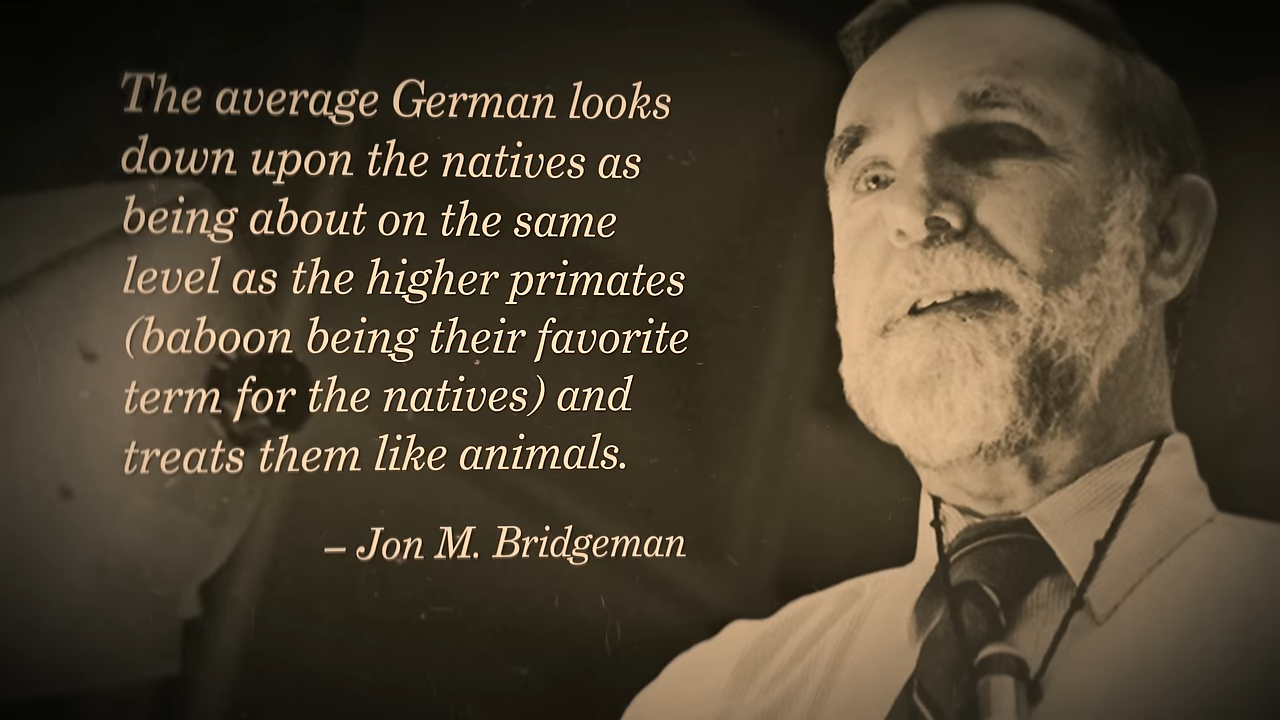 The average German looks
down upon the natives as
being about on the same
level as the higher primates
(baboon being their favorite
term for the natives) and
treats them like animals.
– Jon M. Bridgeman